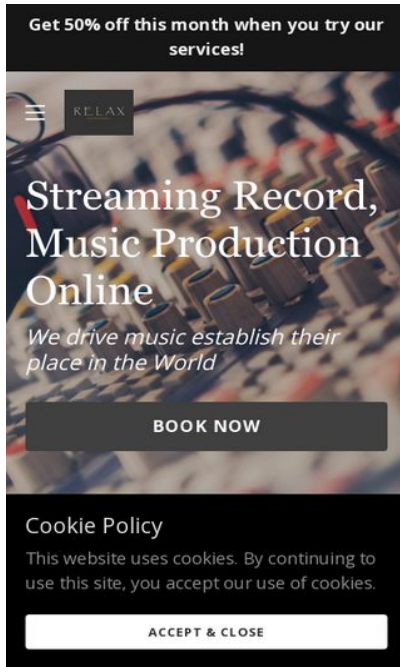 Get 50% off this month when you try our
services!
RELAX
Streaming Record,
Music Production
Online
We drive music establish their
place in the World
BOOK NOW
Cookie Policy
This website uses cookies. By continuing to
use this site, you accept our use of cookies.
ACCEPT & CLOSE